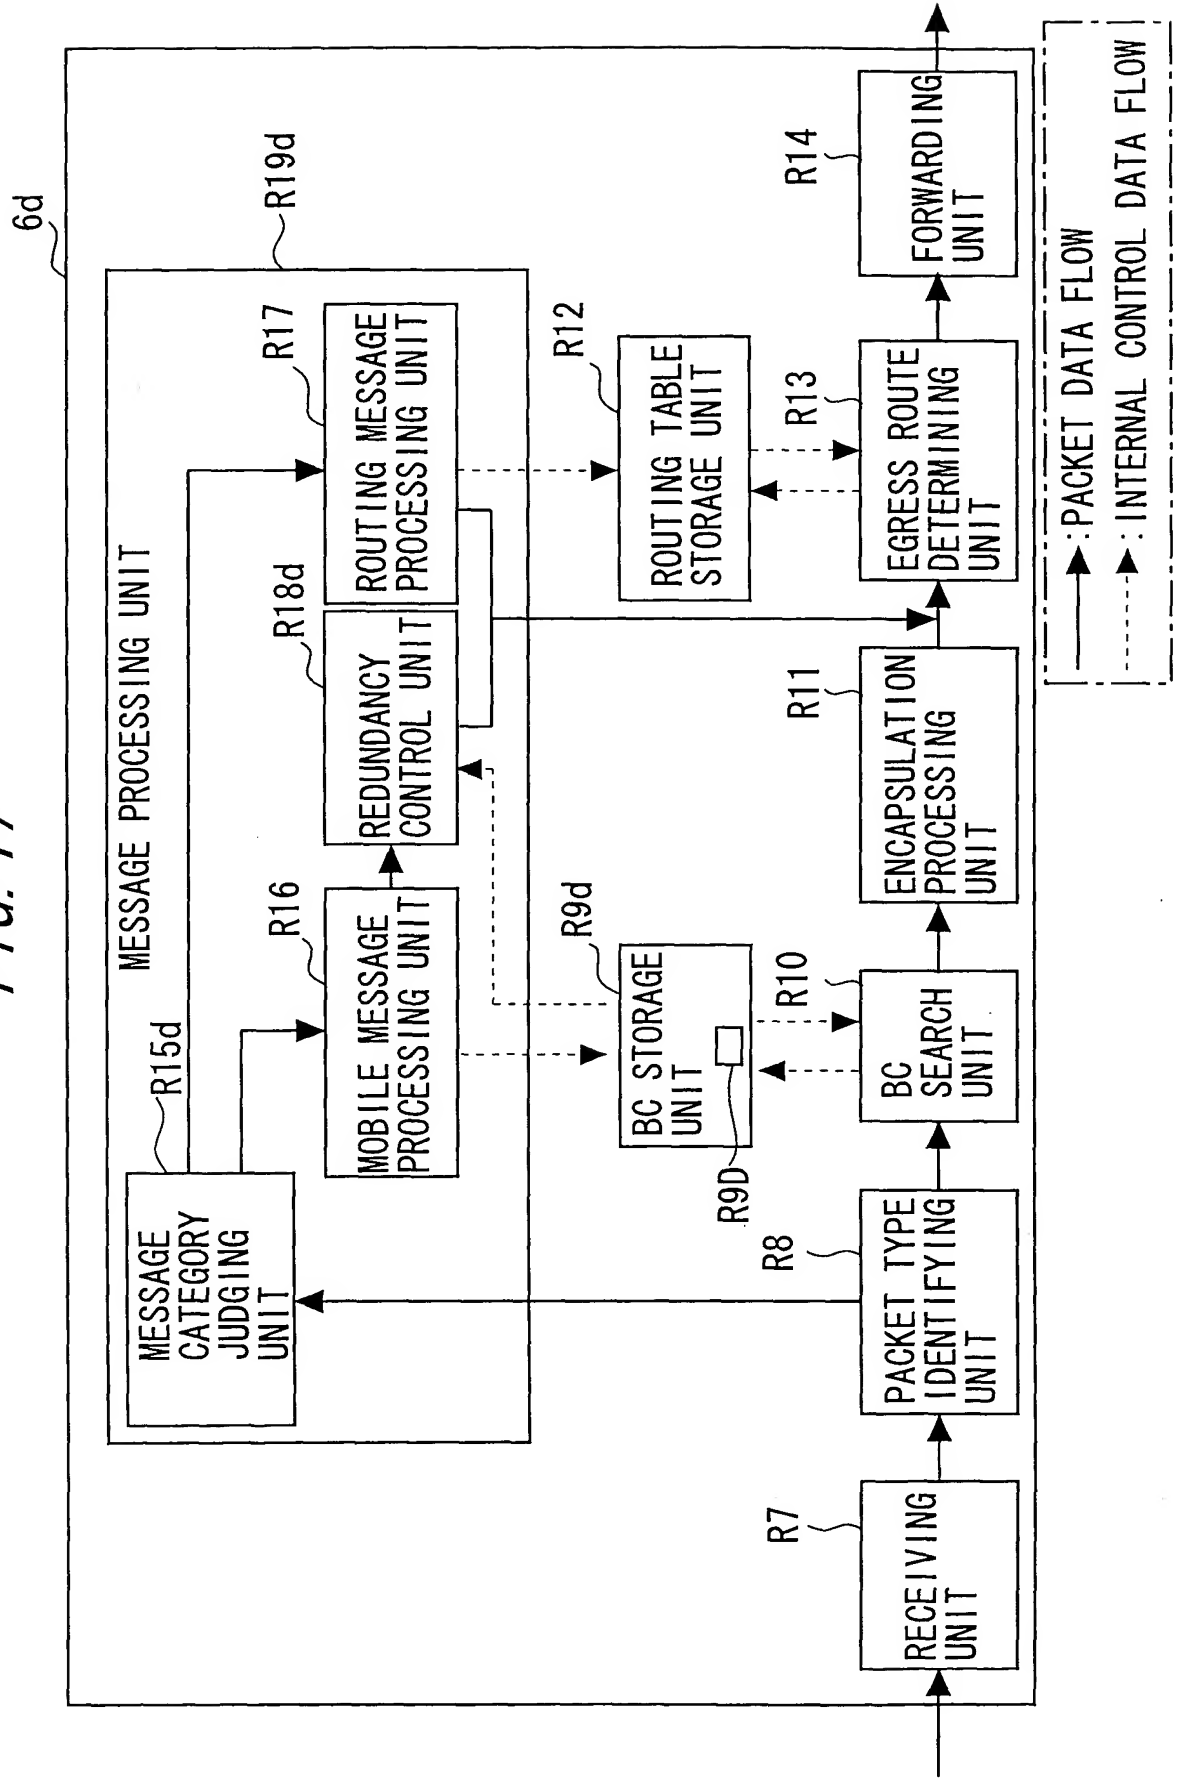 6d
MESSAGE PROCESSING UNIT
R19d
R15d
MESSAGE
CATEGORY
JUDGING
UNIT
R16
MOBILE MESSAGE
PROCESSING UNIT
R18d
REDUNDANCY
CONTROL UNIT
R17
ROUTING MESSAGE
PROCESSING UNIT
R9d
BC STORAGE
UNIT
R9D
R12
ROUTING TABLE
STORAGE UNIT
R7
RECEIVING
UNIT
R8
PACKET TYPE
IDENTIFYING
UNIT
R10
BC
SEARCH
UNIT
R11
ENCAPSULATION
PROCESSING
UNIT
R13
EGRESS ROUTE
DETERMINING
UNIT
R14
FORWARDING
UNIT
:PACKET DATA FLOW
:INTERNAL CONTROL DATA FLOW